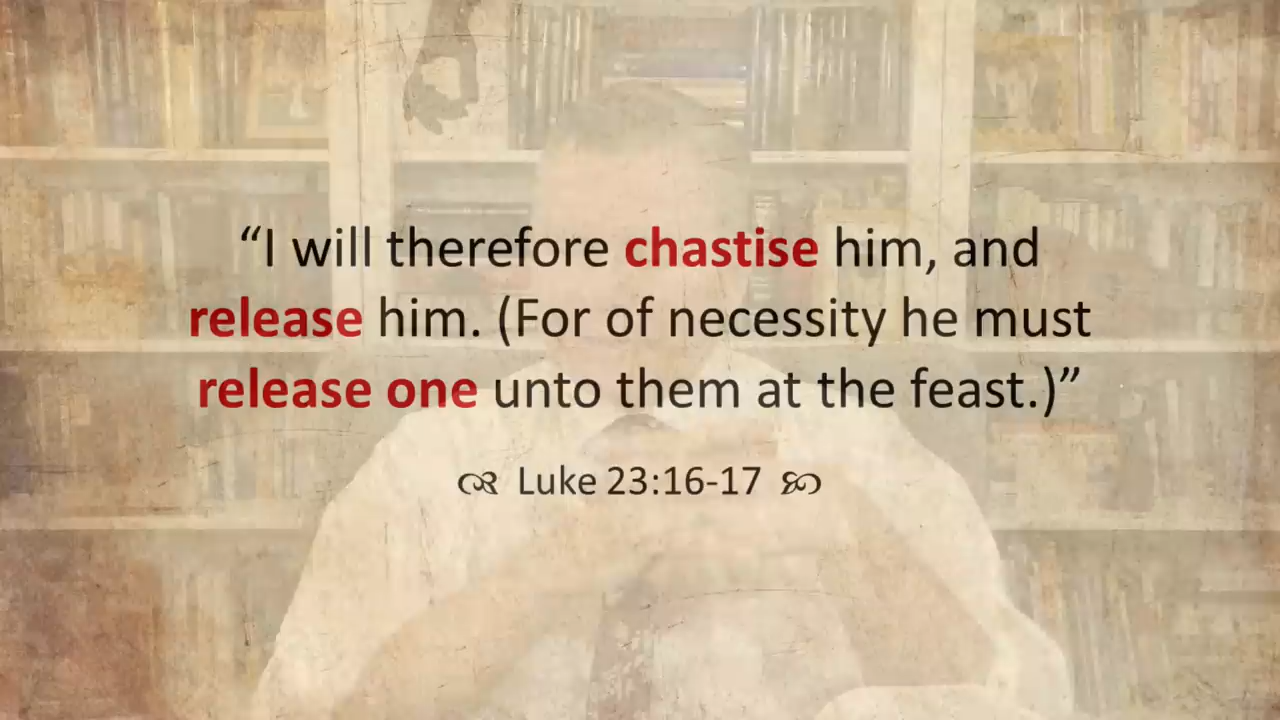 “I will therefore chastise him, and
release him. (For of necessity he must
release one unto them at the feast.)”
Luke 23:16-17